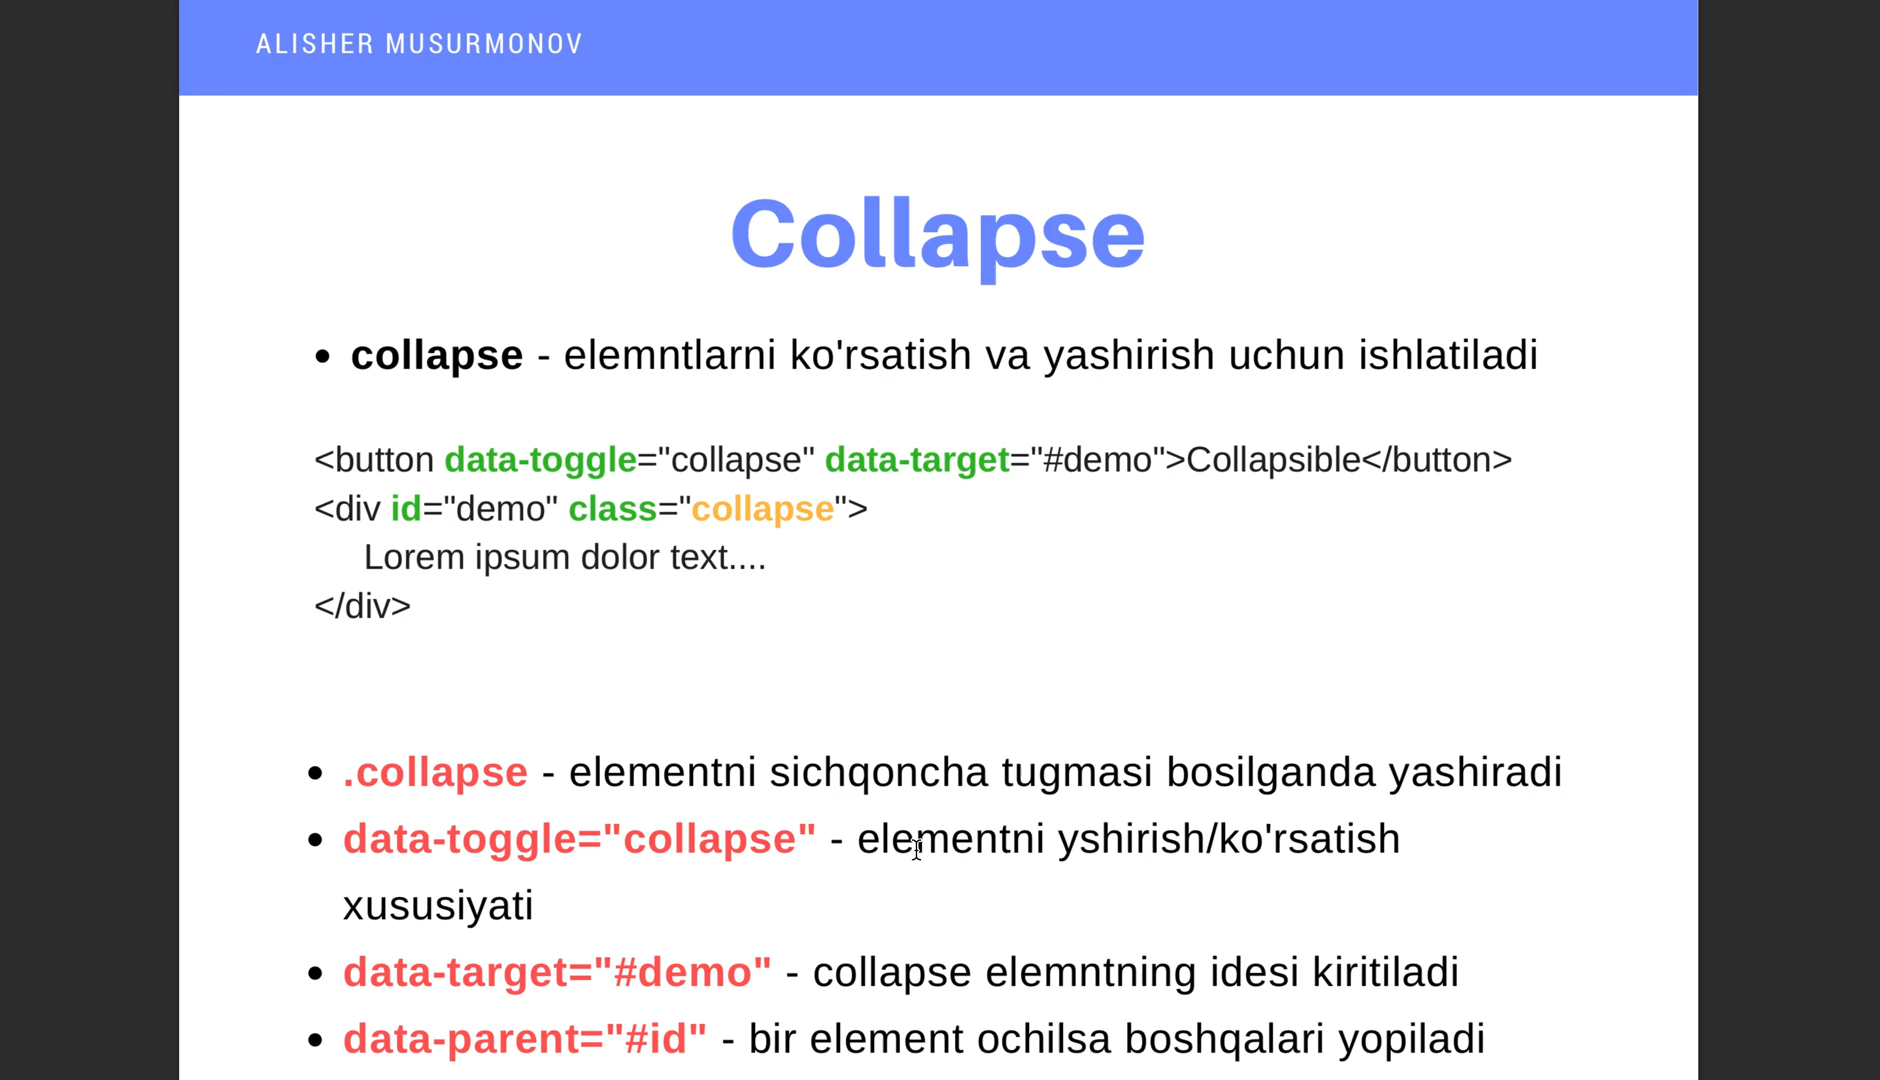 ALISHER MUSURMONOV
Collapse
• collapse - elemntlarni ko'rsatish va yashirish uchun ishlatiladi
<button data-toggle="collapse" data-target="#demo">Collapsible</button>
<div id="demo" class="collapse">
Lorem ipsum dolor text....
</div>
• .collapse - elementni sichqoncha tugmasi bosilganda yashiradi
• data-toggle="collapse" - elementni yshirish/ko'rsatish
xususiyati
• data-target="#demo" - collapse elemntning idesi kiritiladi
• data-parent="#id" - bir element ochilsa boshqalari yopiladi